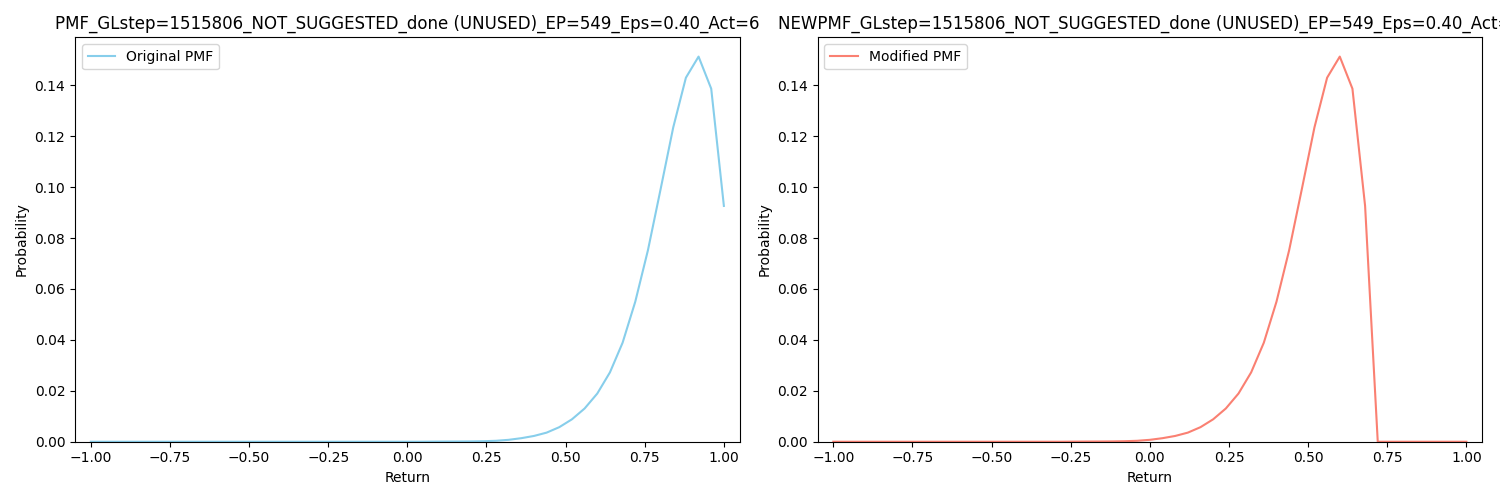 PMF_GLstep=1515806_NOT_SUGGESTED_done (UNUSED)_EP=549_Eps=0.40_Act=6
Original PMF
0.14
0.12
0.10
0.08
0.06
0.04
0.02
0.00
Probability
−1.00 −0.75 −0.50 −0.25 0.00 0.25 0.50 0.75 1.00
Return
NEWPMF_GLstep=1515806_NOT_SUGGESTED_done (UNUSED)_EP=549_Eps=0.40_Act=
Modified PMF
0.14
0.12
0.10
0.08
0.06
0.04
0.02
0.00
Probability
−1.00 −0.75 −0.50 −0.25 0.00 0.25 0.50 0.75 1.00
Return